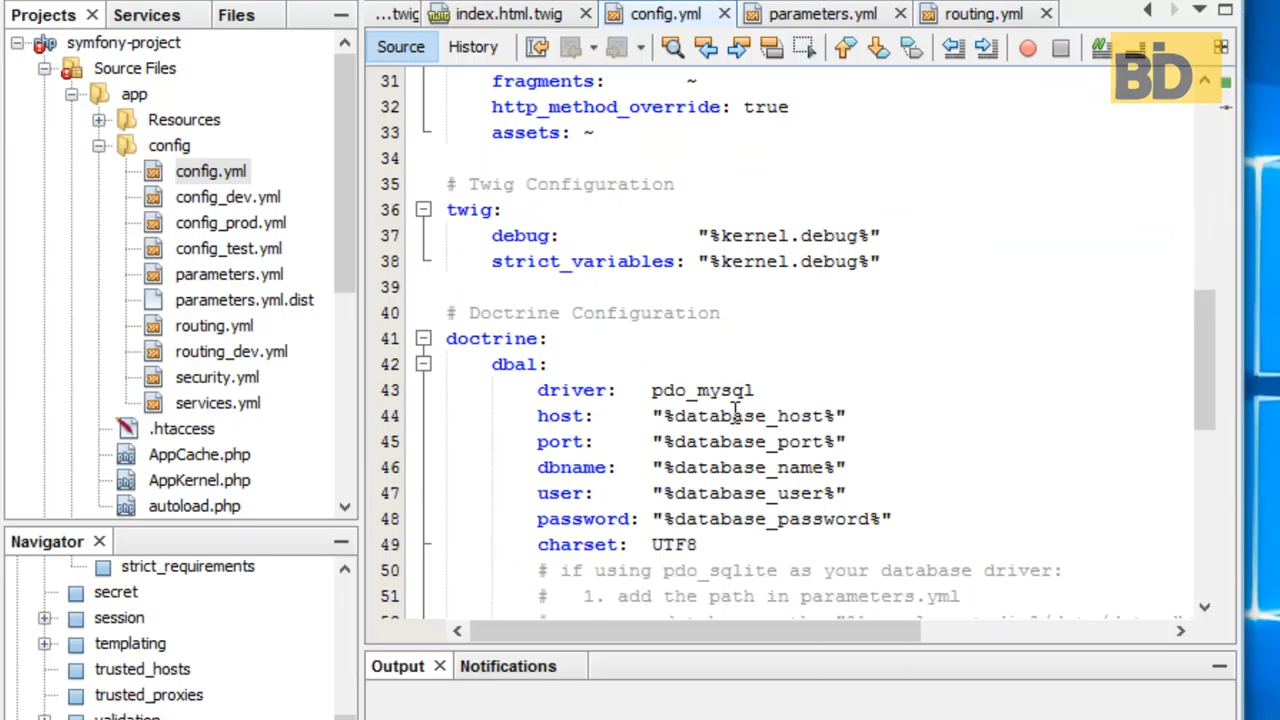 Projects
Services
Files
symfony-project
Source Files
app
Resources
config
config.yml
config_dev.yml
config_prod.yml
config_test.yml
parameters.yml
parameters.yml.dist
routing.yml
routing_dev.yml
security.yml
services.yml
.htaccess
AppCache.php
AppKernel.php
autoload.php
Navigator
strict_requirements
secret
session
templating
trusted_hosts
trusted_proxies
validation
...twig index.html.twig config.yml parameters.yml routing.yml
Source History
BD
31 fragments: ~
32 http_method_override: true
33 assets: ~
34
35 # Twig Configuration
36 twig:
37 debug: "%kernel.debug%"
38 strict_variables: "%kernel.debug%"
39
40 # Doctrine Configuration
41 doctrine:
42 dbal:
43 driver: pdo_mysql
44 host: "%database_host%"
45 port: "%database_port%"
46 dbname: "%database_name%"
47 user: "%database_user%"
48 password: "%database_password%"
49 charset: UTF8
50 # if using pdo_sqlite as your database driver:
51 # 1. add the path in parameters.yml
Output Notifications